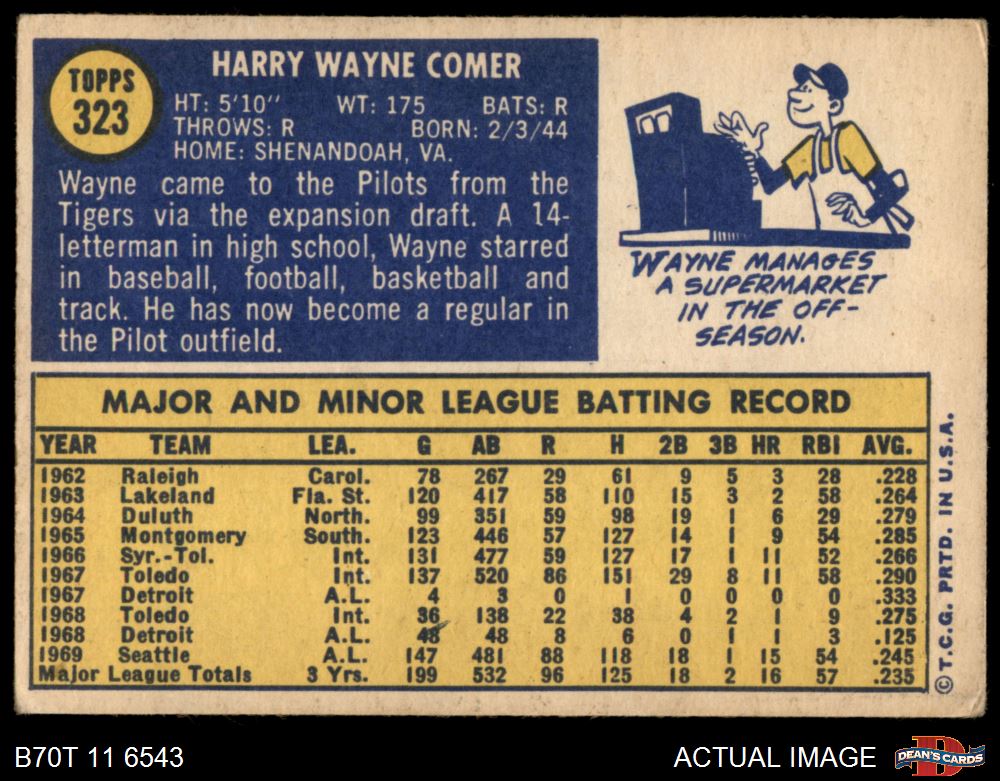 TOPPS
323
HARRY WAYNE COMER
HT: 5'10" WT: 175 BATS: R
THROWS: R BORN: 2/3/44
HOME: SHENANDOAH, VA.
Wayne came to the Pilots from the
Tigers via the expansion draft. A 14-
letterman in high school, Wayne starred
in baseball, football, basketball and
track. He has now become a regular in
the Pilot outfield.
WAYNE MANAGES
A SUPERMARKET
IN THE OFF-
SEASON.
MAJOR AND MINOR LEAGUE BATTING RECORD
YEAR TEAM LEA. G AB R H 2B 3B HR RBI AVG.
1962 Raleigh Carol. 78 267 29 61 9 5 3 28 .228
1963 Lakeland Fla. St. 120 417 58 110 15 3 2 58 .264
1964 Duluth North. 99 351 59 98 19 1 6 29 .279
1965 Montgomery South. 123 446 57 127 14 1 9 54 .285
1966 Syr.-Tol. Int. 131 477 59 127 17 1 11 52 .266
1967 Toledo Int. 137 520 86 151 29 8 11 58 .290
1967 Detroit A.L. 4 3 0 1 0 0 0 0 .333
1968 Toledo Int. 36 138 22 38 4 2 1 9 .275
1968 Detroit A.L. 48 48 8 6 0 1 1 3 .125
1969 Seattle A.L. 147 481 88 118 18 1 15 54 .245
Major League Totals 3 Yrs. 199 532 96 125 18 2 16 57 .235
© T.C.G. PRTD. IN U.S.A.
B70T 11 6543
ACTUAL IMAGE
D
DEAN'S CARDS